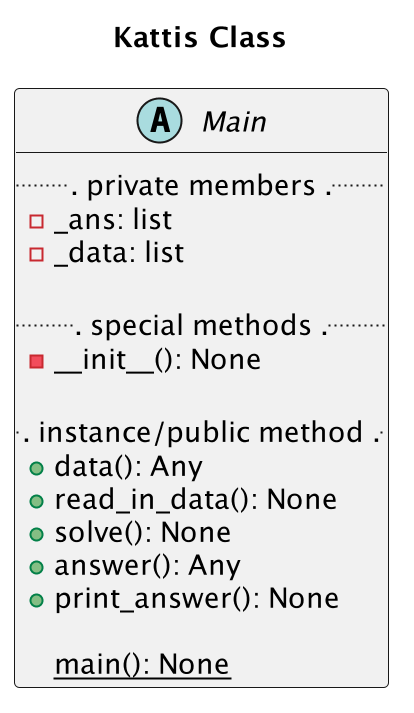 Kattis Class
A Main
. private members .
_ans: list
_data: list
. special methods .
__init__(): None
. instance/public method .
data(): Any
read_in_data(): None
solve(): None
answer(): Any
print_answer(): None
main(): None